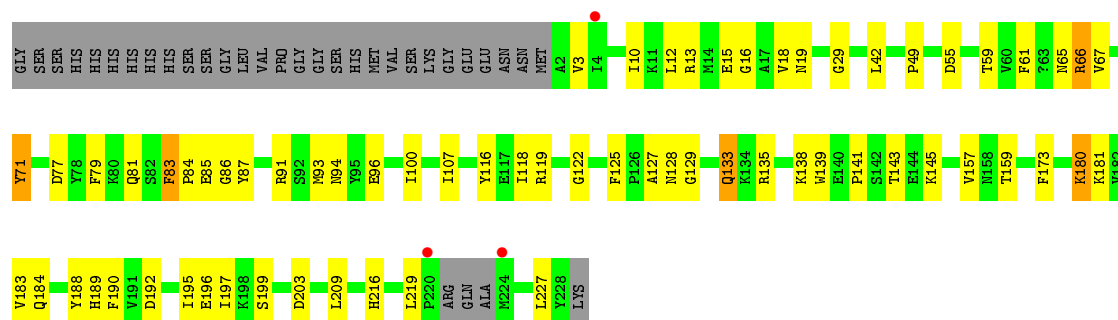 GLY SER SER HIS HIS HIS HIS HIS HIS SER SER GLY LEU VAL PRO GLY GLY SER HIS MET VAL SER LYS GLY GLU GLU ASN ASN MET A2 V3 I4 I10 K11 L12 R13 M14 E15 G16 A17 V18 N19 G29 L42 P49 D55 T59 V60 F61 ?63 N65 R66 V67
Y71 D77 Y78 F79 K80 Q81 S82 F83 P84 E85 G86 Y87 R91 S92 M93 N94 Y95 E96 I100 I107 Y116 E117 I118 R119 G122 F125 P126 A127 N128 G129 Q133 K134 R135 K138 W139 E140 P141 S142 T143 E144 K145 V157 N158 T159 F173 K180 K181 V182
V183 Q184 Y188 H189 F190 V191 D192 I195 E196 I197 K198 S199 D203 L209 H216 L219 P220 ARG GLN ALA M224 L227 Y228 LYS